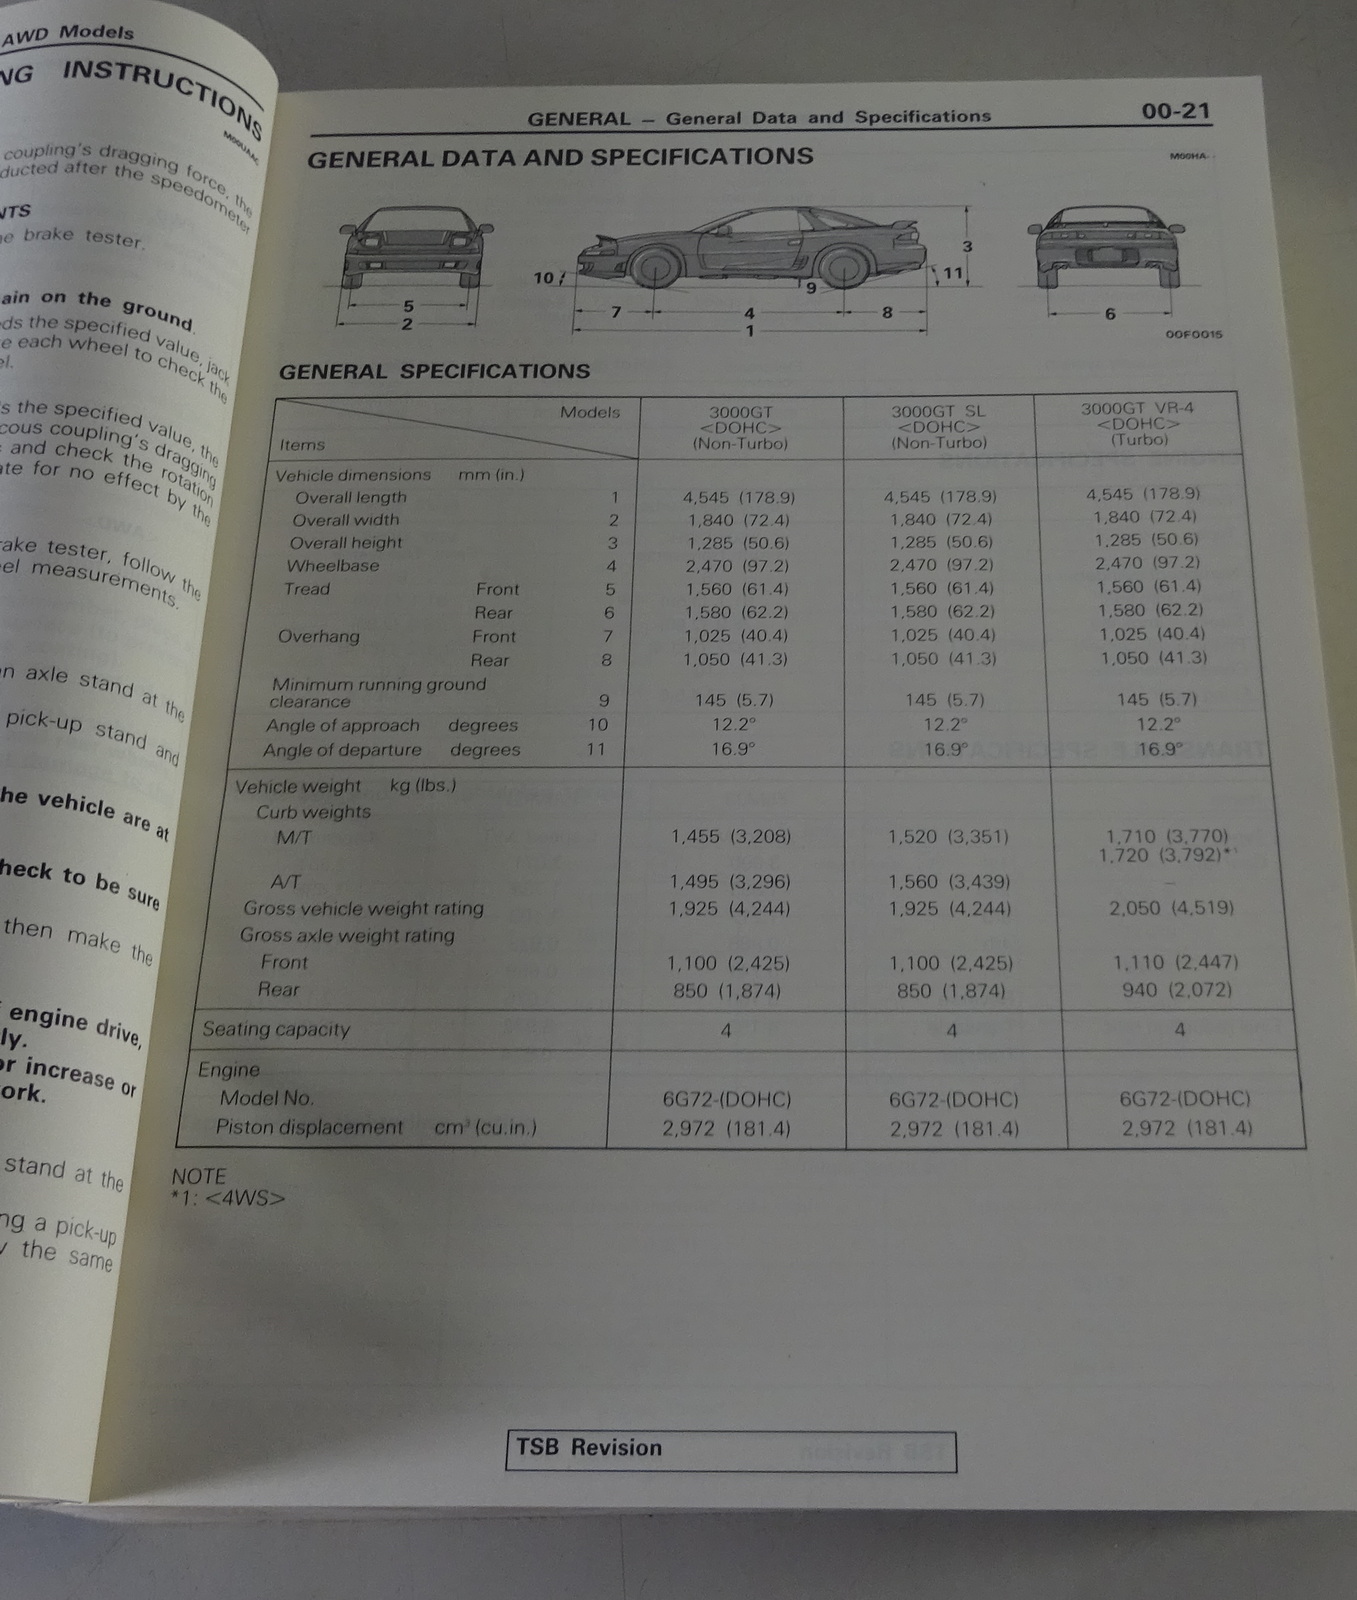 AWD Models
NG INSTRUCTIONS
M00UAAC
coupling's dragging force, the
ducted after the speedometer
NTS
e brake tester.
ain on the ground.
ds the specified value, jack
e each wheel to check the
el.
s the specified value, the
cous coupling's dragging
and check the rotation
te for no effect by the
ake tester, follow the
el measurements.
n axle stand at the
pick-up stand and
he vehicle are at
heck to be sure
then make the
engine drive,
ly.
or increase or
ork.
stand at the
ng a pick-up
the same
GENERAL – General Data and Specifications 00-21
GENERAL DATA AND SPECIFICATIONS
M00HA-
3
10 11
9
5 7 4 8 6
2 1
00F0015
GENERAL SPECIFICATIONS
Models 3000GT 3000GT SL 3000GT VR-4
<DOHC> <DOHC> <DOHC>
Items (Non-Turbo) (Non-Turbo) (Turbo)
Vehicle dimensions mm (in.)
Overall length 1 4,545 (178.9) 4,545 (178.9) 4,545 (178.9)
Overall width 2 1,840 (72.4) 1,840 (72.4) 1,840 (72.4)
Overall height 3 1,285 (50.6) 1,285 (50.6) 1,285 (50.6)
Wheelbase 4 2,470 (97.2) 2,470 (97.2) 2,470 (97.2)
Tread Front 5 1,560 (61.4) 1,560 (61.4) 1,560 (61.4)
Rear 6 1,580 (62.2) 1,580 (62.2) 1,580 (62.2)
Overhang Front 7 1,025 (40.4) 1,025 (40.4) 1,025 (40.4)
Rear 8 1,050 (41.3) 1,050 (41.3) 1,050 (41.3)
Minimum running ground
clearance 9 145 (5.7) 145 (5.7) 145 (5.7)
Angle of approach degrees 10 12.2° 12.2° 12.2°
Angle of departure degrees 11 16.9° 16.9° 16.9°
Vehicle weight kg (lbs.)
Curb weights
M/T 1,455 (3,208) 1,520 (3,351) 1,710 (3,770)
1,720 (3,792)*1
A/T 1,495 (3,296) 1,560 (3,439) –
Gross vehicle weight rating 1,925 (4,244) 1,925 (4,244) 2,050 (4,519)
Gross axle weight rating
Front 1,100 (2,425) 1,100 (2,425) 1,110 (2,447)
Rear 850 (1,874) 850 (1,874) 940 (2,072)
Seating capacity 4 4 4
Engine
Model No. 6G72-(DOHC) 6G72-(DOHC) 6G72-(DOHC)
Piston displacement cm³ (cu.in.) 2,972 (181.4) 2,972 (181.4) 2,972 (181.4)
NOTE
*1: <4WS>
TSB Revision